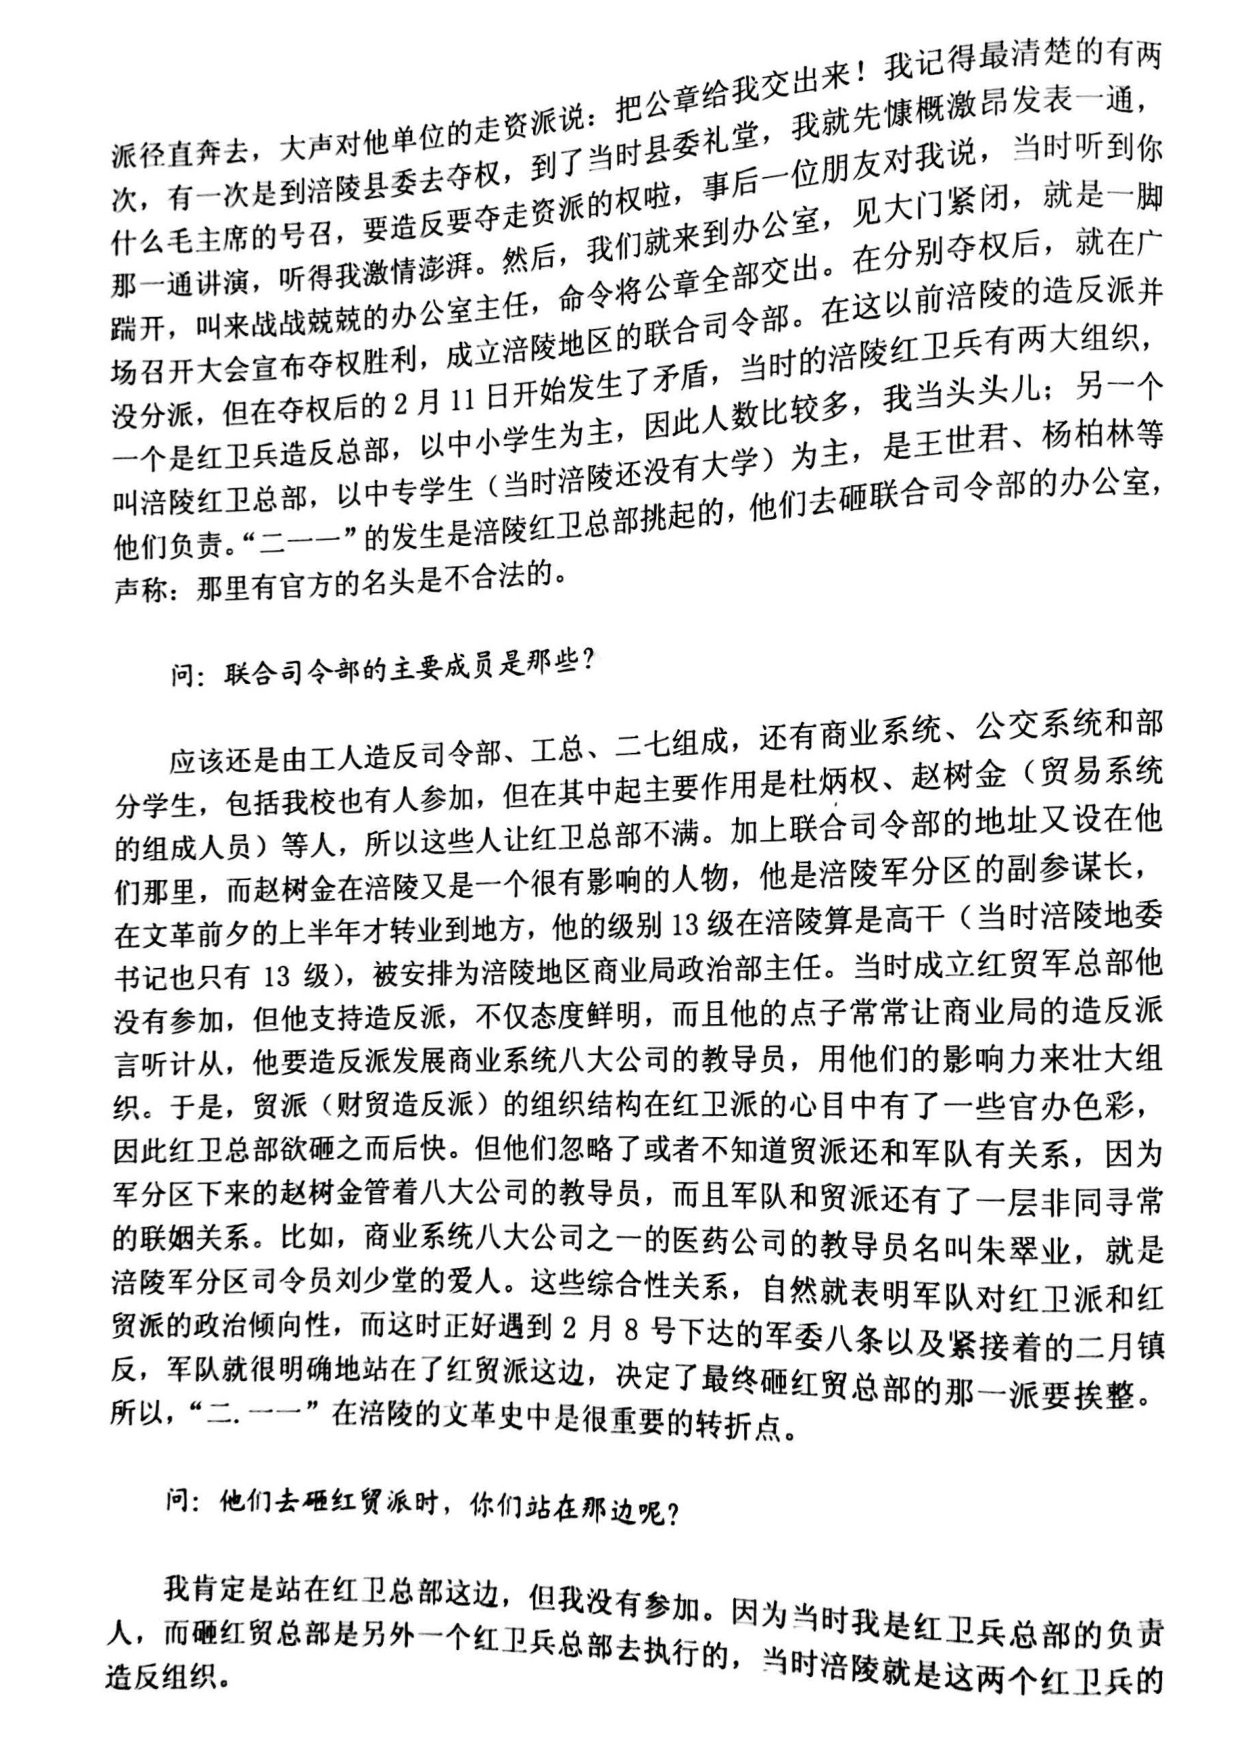 派径直奔去，大声对他单位的走资派说：把公章给我交出来！我记得最清楚的有两
次，有一次是到涪陵县委去夺权，到了当时县委礼堂，我就先慷概激昂发表一通，
什么毛主席的号召，要造反要夺走资派的权啦，事后一位朋友对我说，当时听到你
那一通讲演，听得我激情澎湃。然后，我们就来到办公室，见大门紧闭，就是一脚
踹开，叫来战战兢兢的办公室主任，命令将公章全部交出。在分别夺权后，就在广
场召开大会宣布夺权胜利，成立涪陵地区的联合司令部。在这以前涪陵的造反派并
没分派，但在夺权后的2月11日开始发生了矛盾，当时的涪陵红卫兵有两大组织，
一个是红卫兵造反总部，以中小学生为主，因此人数比较多，我当头头儿；另一个
叫涪陵红卫总部，以中专学生（当时涪陵还没有大学）为主，是王世君、杨柏林等
他们负责。“二一一”的发生是涪陵红卫总部挑起的，他们去砸联合司令部的办公室，
声称：那里有官方的名头是不合法的。
问：联合司令部的主要成员是那些？
应该还是由工人造反司令部、工总、二七组成，还有商业系统、公交系统和部
分学生，包括我校也有人参加，但在其中起主要作用是杜炳权、赵树金（贸易系统
的组成人员）等人，所以这些人让红卫总部不满。加上联合司令部的地址又设在他
们那里，而赵树金在涪陵又是一个很有影响的人物，他是涪陵军分区的副参谋长，
在文革前夕的上半年才转业到地方，他的级别13级在涪陵算是高干（当时涪陵地委
书记也只有 13 级），被安排为涪陵地区商业局政治部主任。当时成立红贸军总部他
没有参加，但他支持造反派，不仅态度鲜明，而且他的点子常常让商业局的造反派
言听计从，他要造反派发展商业系统八大公司的教导员，用他们的影响力来壮大组
织。于是，贸派（财贸造反派）的组织结构在红卫派的心目中有了一些官办色彩，
因此红卫总部欲砸之而后快。但他们忽略了或者不知道贸派还和军队有关系，因为
军分区下来的赵树金管着八大公司的教导员，而且军队和贸派还有了一层非同寻常
的联姻关系。比如，商业系统八大公司之一的医药公司的教导员名叫朱翠业，就是
涪陵军分区司令员刘少堂的爱人。这些综合性关系，自然就表明军队对红卫派和红
贸派的政治倾向性，而这时正好遇到 2 月 8 号下达的军委八条以及紧接着的二月镇
反，军队就很明确地站在了红贸派这边，决定了最终砸红贸总部的那一派要挨整。
所以，“二.一一”在涪陵的文革史中是很重要的转折点。
问：他们去砸红贸派时，你们站在那边呢？
我肯定是站在红卫总部这边，但我没有参加。因为当时我是红卫兵总部的负责
人，而砸红贸总部是另外一个红卫兵总部去执行的，当时涪陵就是这两个红卫兵的
造反组织。